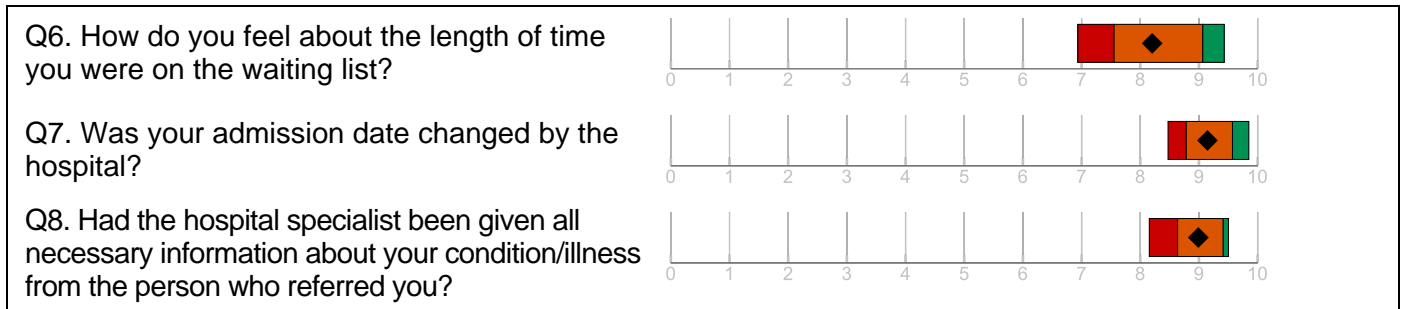 Q6. How do you feel about the length of time
you were on the waiting list?
0 1 2 3 4 5 6 7 8 9 10
Q7. Was your admission date changed by the
hospital?
0 1 2 3 4 5 6 7 8 9 10
Q8. Had the hospital specialist been given all
necessary information about your condition/illness
from the person who referred you?
0 1 2 3 4 5 6 7 8 9 10